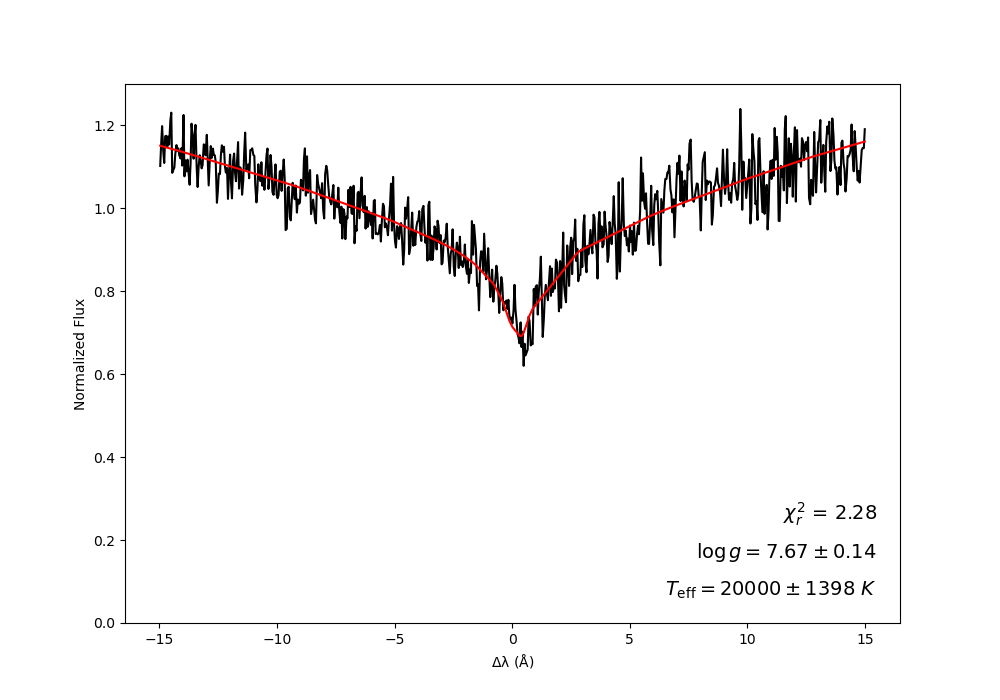 1.2
1.0
0.8
0.6
0.4
0.2
0.0
Normalized Flux
χ²ᵣ = 2.28
log g = 7.67 ± 0.14
T_eff = 20000 ± 1398 K
−15 −10 −5 0 5 10 15
Δλ (Å)